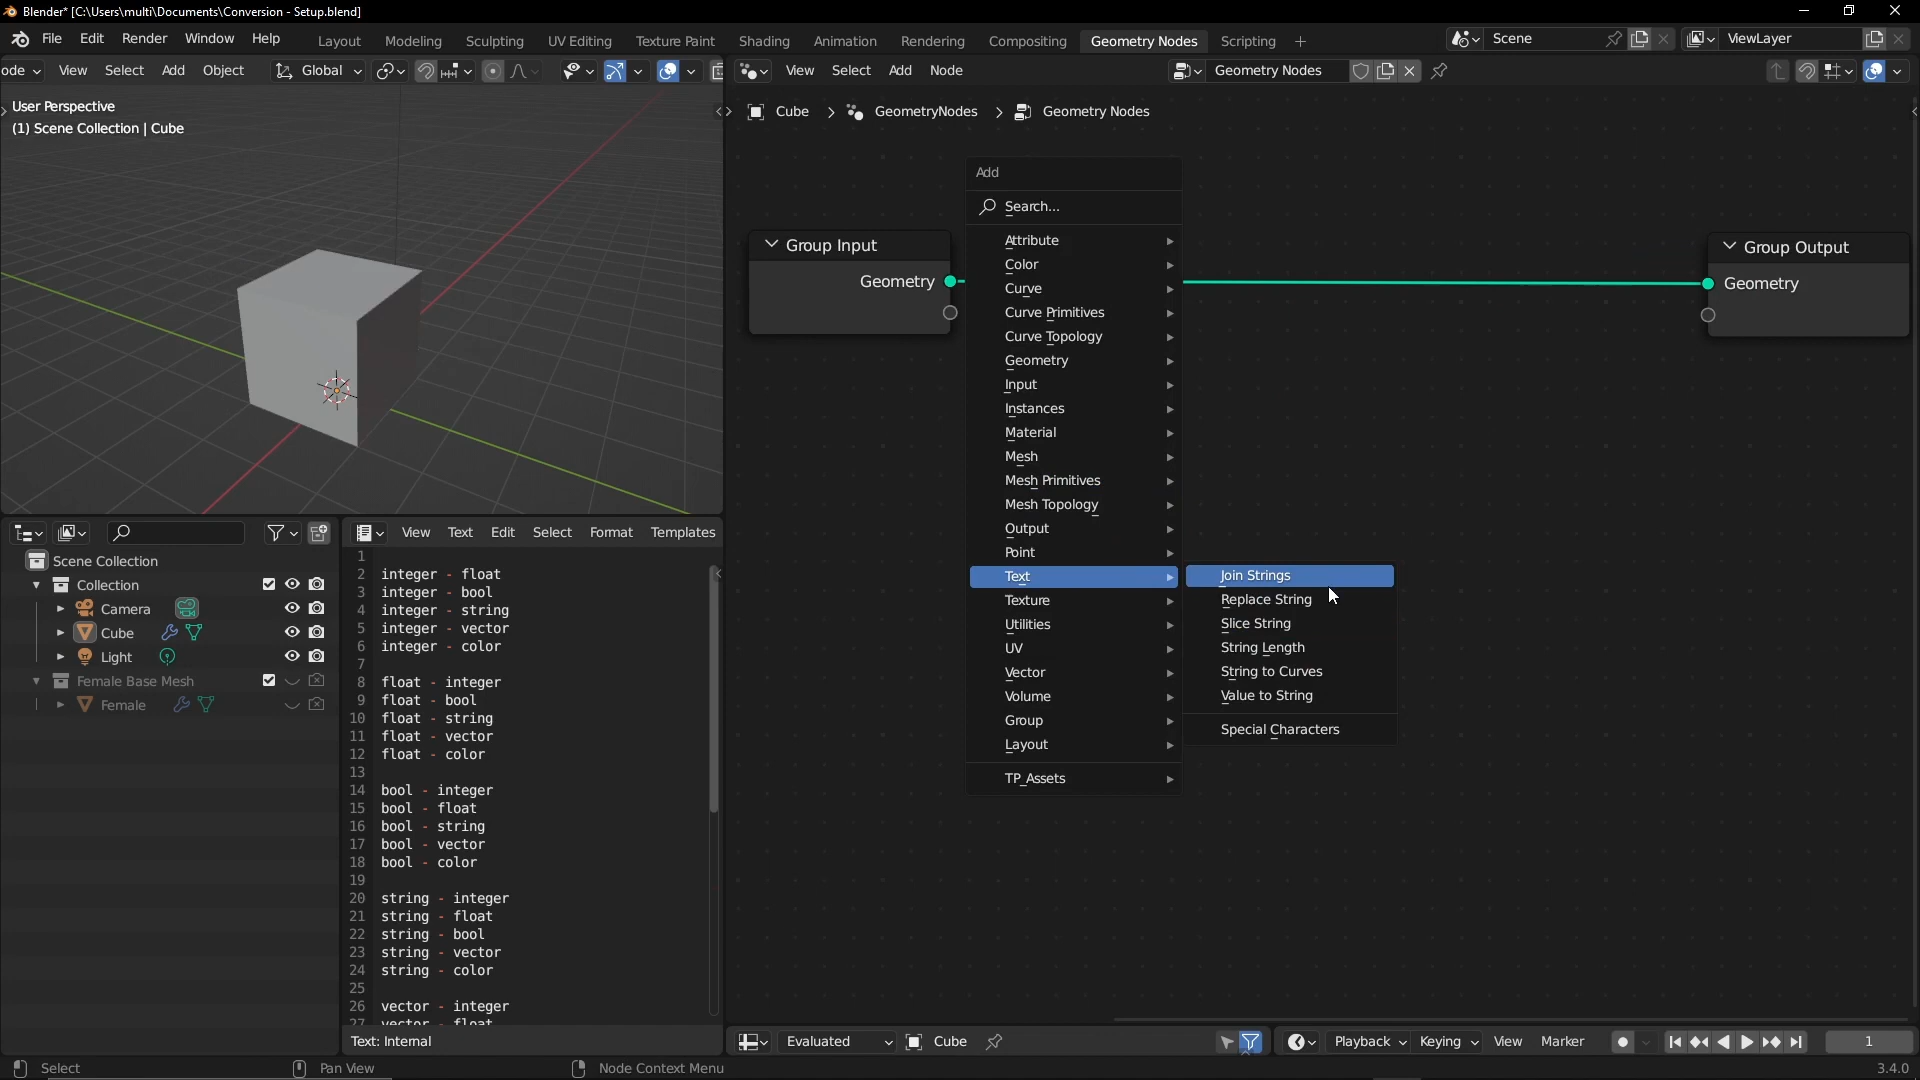 Blender* [C:\Users\multi\Documents\Conversion - Setup.blend]
File Edit Render Window Help Layout Modeling Sculpting UV Editing Texture Paint Shading Animation Rendering Compositing Geometry Nodes Scripting + Scene ViewLayer
ode View Select Add Object Global View Select Add Node Geometry Nodes
User Perspective
(1) Scene Collection | Cube
Cube > GeometryNodes > Geometry Nodes
Group Input
Geometry
Add
Search...
Attribute
Color
Curve
Curve Primitives
Curve Topology
Geometry
Input
Instances
Material
Mesh
Mesh Primitives
Mesh Topology
Output
Point
Text
Texture
Utilities
UV
Vector
Volume
Group
Layout
TP_Assets
Join Strings
Replace String
Slice String
String Length
String to Curves
Value to String
Special Characters
Group Output
Geometry
Scene Collection
Collection
Camera
Cube
Light
Female Base Mesh
Female
View Text Edit Select Format Templates
1
2 integer - float
3 integer - bool
4 integer - string
5 integer - vector
6 integer - color
7
8 float - integer
9 float - bool
10 float - string
11 float - vector
12 float - color
13
14 bool - integer
15 bool - float
16 bool - string
17 bool - vector
18 bool - color
19
20 string - integer
21 string - float
22 string - bool
23 string - vector
24 string - color
25
26 vector - integer
27 vector - float
Text: Internal
Evaluated Cube Playback Keying View Marker 1
Select Pan View Node Context Menu 3.4.0